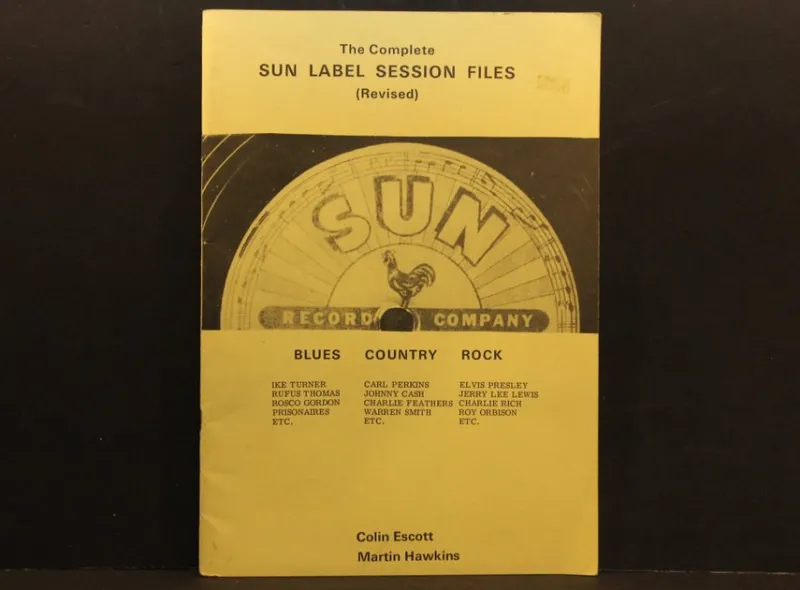 The Complete
SUN LABEL SESSION FILES
(Revised)
SUN
RECORD COMPANY
BLUES COUNTRY ROCK
IKE TURNER CARL PERKINS ELVIS PRESLEY
RUFUS THOMAS JOHNNY CASH JERRY LEE LEWIS
ROSCO GORDON CHARLIE FEATHERS CHARLIE RICH
PRISONAIRES WARREN SMITH ROY ORBISON
ETC. ETC. ETC.
Colin Escott
Martin Hawkins